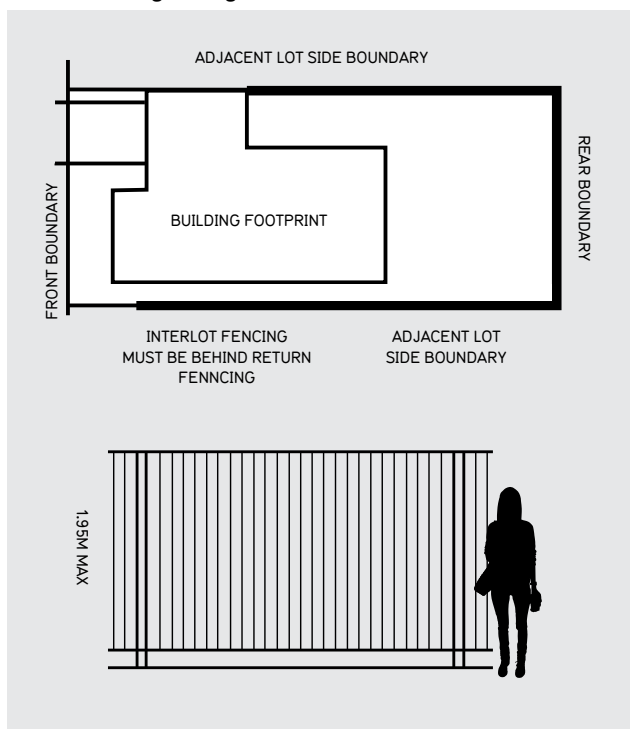 ADJACENT LOT SIDE BOUNDARY
FRONT BOUNDARY
BUILDING FOOTPRINT
REAR BOUNDARY
INTERLOT FENCING
MUST BE BEHIND RETURN
FENNCING
ADJACENT LOT
SIDE BOUNDARY
1.95M MAX